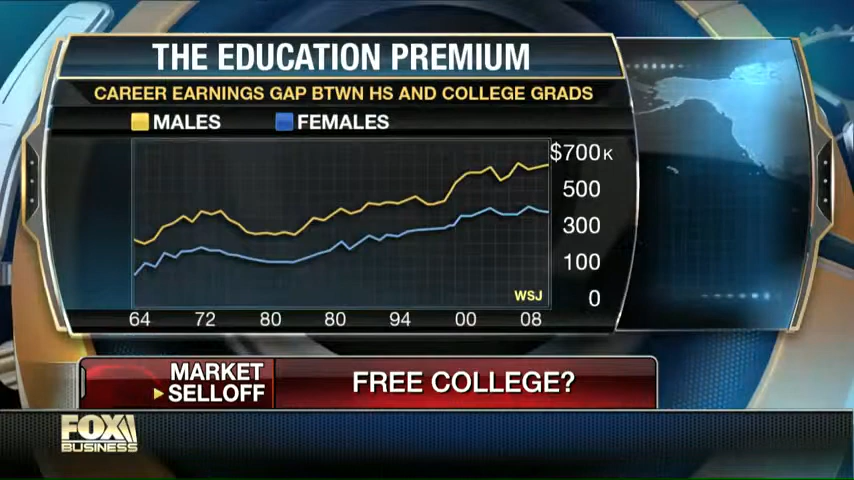 THE EDUCATION PREMIUM
CAREER EARNINGS GAP BTWN HS AND COLLEGE GRADS
MALES FEMALES
$700K
500
300
100
0
WSJ
64 72 80 80 94 00 08
MARKET
SELLOFF
FREE COLLEGE?
FOX
BUSINESS